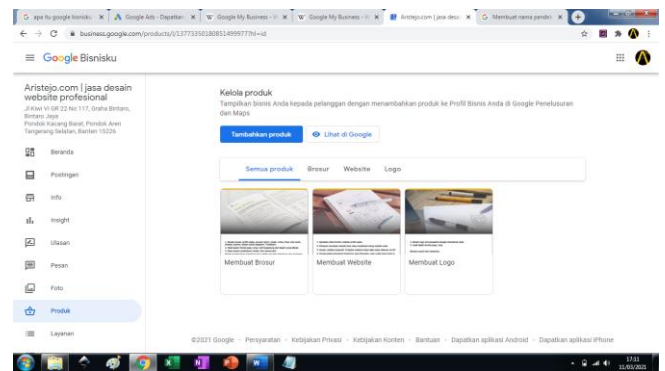 apa itu google bisnisku
Google Ads - Dapatkan
Google My Business - W
Google My Business - W
Aristejo.com | jasa desai
Membuat nama pendek
business.google.com/products/l/13773350180851499977?hl=id
Google Bisnisku
Aristejo.com | jasa desain
website profesional
Jl Kiwi VI GR 22 No 117, Graha Bintaro,
Bintaro Jaya
Pondok Kacang Barat, Pondok Aren
Tangerang Selatan, Banten 15226
Beranda
Postingan
Info
Insight
Ulasan
Pesan
Foto
Produk
Layanan
Kelola produk
Tampilkan bisnis Anda kepada pelanggan dengan menambahkan produk ke Profil Bisnis Anda di Google Penelusuran
dan Maps
Tambahkan produk
Lihat di Google
Semua produk Brosur Website Logo
Membuat Brosur
Membuat Website
Membuat Logo
©2021 Google - Persyaratan - Kebijakan Privasi - Kebijakan Konten - Bantuan - Dapatkan aplikasi Android - Dapatkan aplikasi iPhone
17:11
11/03/2021